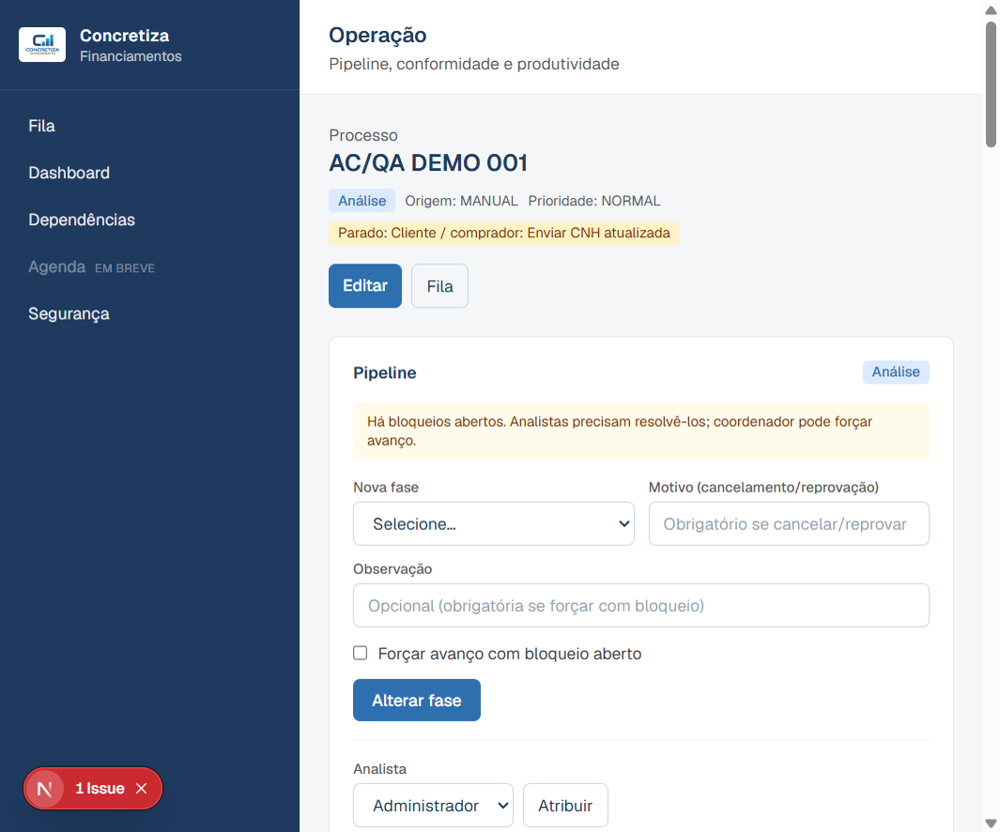 CONCRETIZA
FINANCIAMENTOS
Concretiza
Financiamentos
Fila
Dashboard
Dependências
Agenda EM BREVE
Segurança
N 1 Issue
Operação
Pipeline, conformidade e produtividade
Processo
AC/QA DEMO 001
Análise Origem: MANUAL Prioridade: NORMAL
Parado: Cliente / comprador: Enviar CNH atualizada
Editar Fila
Pipeline Análise
Há bloqueios abertos. Analistas precisam resolvê-los; coordenador pode forçar
avanço.
Nova fase Motivo (cancelamento/reprovação)
Selecione... Obrigatório se cancelar/reprovar
Observação
Opcional (obrigatória se forçar com bloqueio)
Forçar avanço com bloqueio aberto
Alterar fase
Analista
Administrador Atribuir